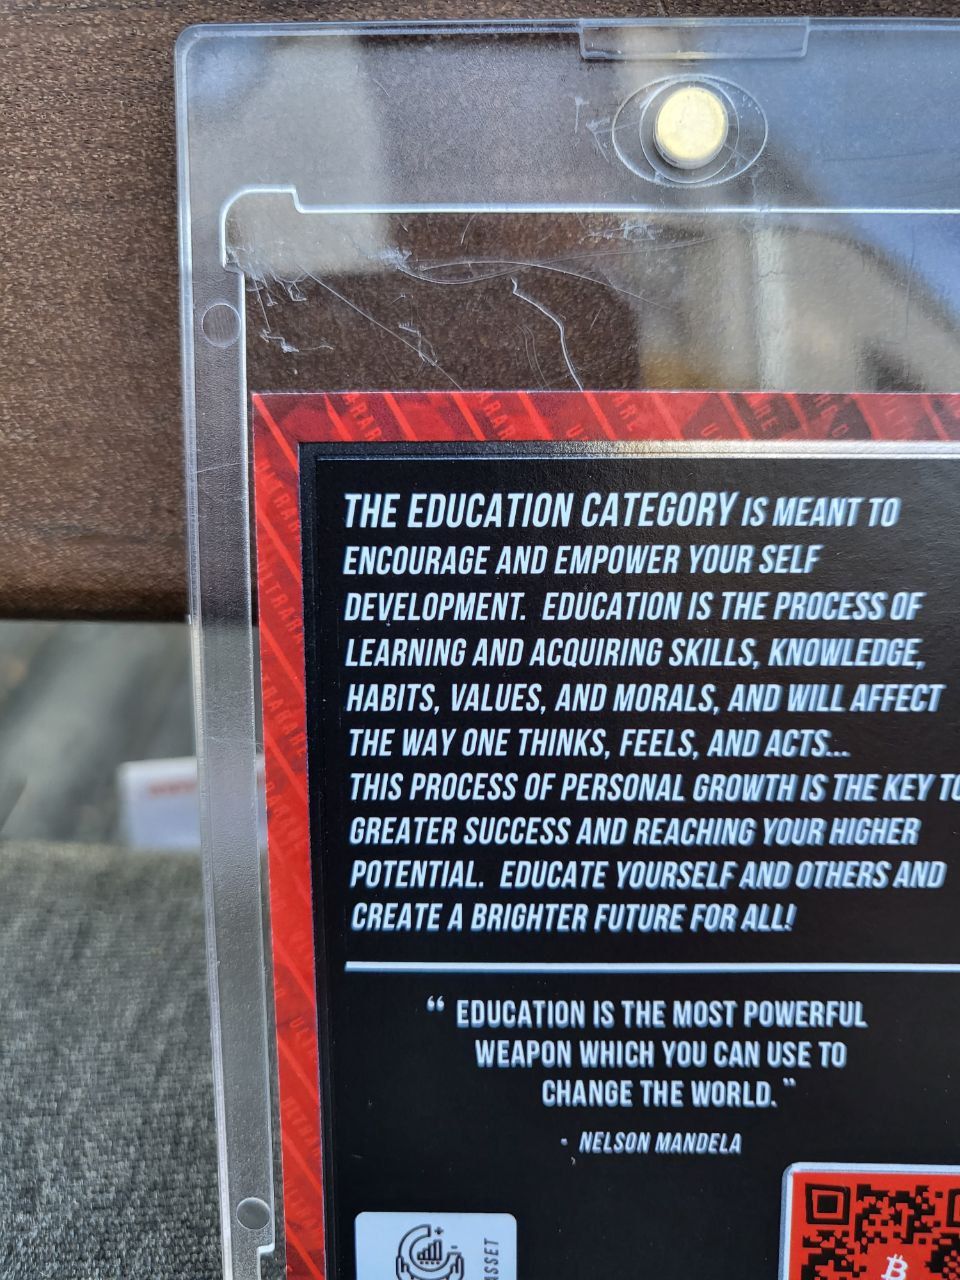 THE EDUCATION CATEGORY IS MEANT TO
ENCOURAGE AND EMPOWER YOUR SELF
DEVELOPMENT. EDUCATION IS THE PROCESS OF
LEARNING AND ACQUIRING SKILLS, KNOWLEDGE,
HABITS, VALUES, AND MORALS, AND WILL AFFECT
THE WAY ONE THINKS, FEELS, AND ACTS...
THIS PROCESS OF PERSONAL GROWTH IS THE KEY TO
GREATER SUCCESS AND REACHING YOUR HIGHER
POTENTIAL. EDUCATE YOURSELF AND OTHERS AND
CREATE A BRIGHTER FUTURE FOR ALL!
“ EDUCATION IS THE MOST POWERFUL
WEAPON WHICH YOU CAN USE TO
CHANGE THE WORLD. ”
- NELSON MANDELA